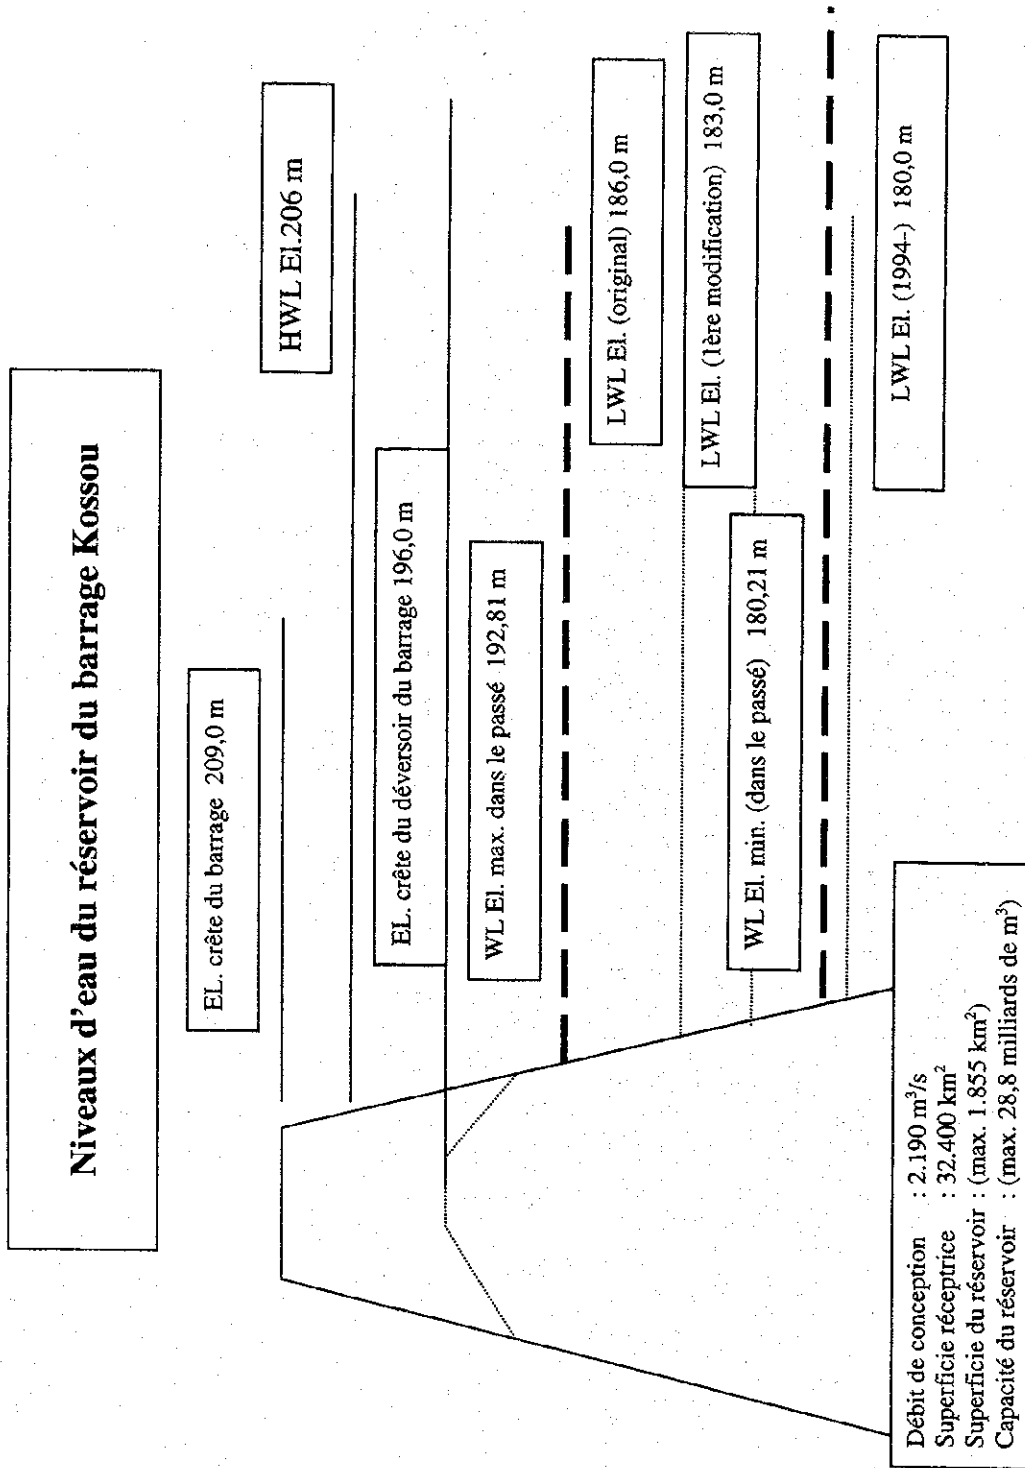 Niveaux d'eau du réservoir du barrage Kossou
EL. crête du barrage 209,0 m
HWL El.206 m
EL. crête du déversoir du barrage 196,0 m
WL El. max. dans le passé 192,81 m
LWL El. (original) 186,0 m
LWL El. (1ère modification) 183,0 m
WL El. min. (dans le passé) 180,21 m
LWL El. (1994-) 180,0 m
Débit de conception : 2.190 m³/s
Superficie réceptrice : 32.400 km²
Superficie du réservoir : (max. 1.855 km²)
Capacité du réservoir : (max. 28,8 milliards de m³)